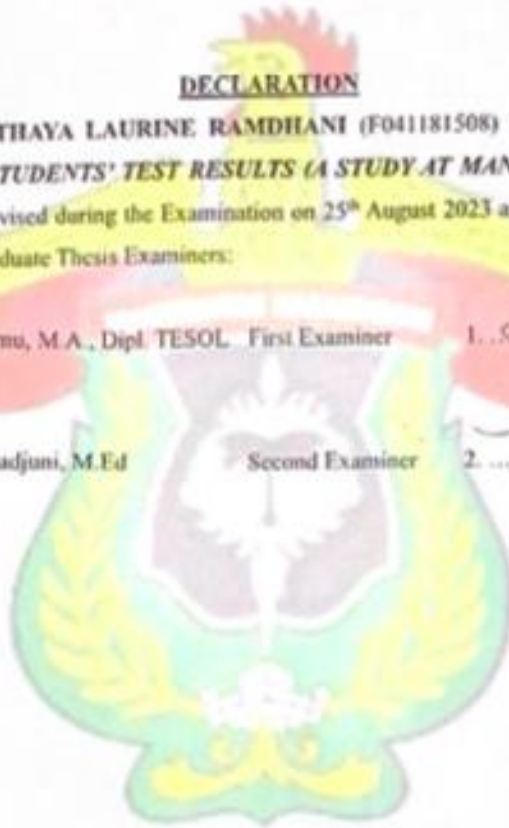 DECLARATION
THAYA LAURINE RAMDHANI (F041181508)
STUDENTS' TEST RESULTS (A STUDY AT MAN
vised during the Examination on 25th August 2023 a
duate Thesis Examiners:
mu, M.A., Dipl. TESOL First Examiner 1. .S
adjuni, M.Ed Second Examiner 2. ...